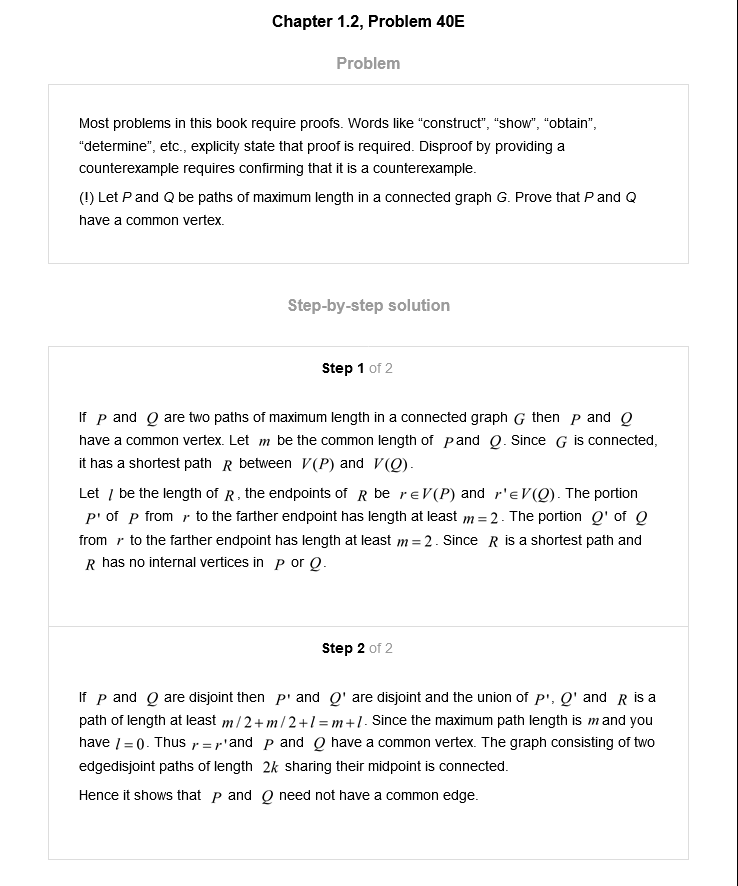 Chapter 1.2, Problem 40E
Problem
Most problems in this book require proofs. Words like “construct”, “show”, “obtain”,
“determine”, etc., explicity state that proof is required. Disproof by providing a
counterexample requires confirming that it is a counterexample.
(!) Let P and Q be paths of maximum length in a connected graph G. Prove that P and Q
have a common vertex.
Step-by-step solution
Step 1 of 2
If P and Q are two paths of maximum length in a connected graph G then P and Q
have a common vertex. Let m be the common length of P and Q. Since G is connected,
it has a shortest path R between V(P) and V(Q).
Let l be the length of R, the endpoints of R be r∈V(P) and r'∈V(Q). The portion
P' of P from r to the farther endpoint has length at least m=2. The portion Q' of Q
from r to the farther endpoint has length at least m=2. Since R is a shortest path and
R has no internal vertices in P or Q.
Step 2 of 2
If P and Q are disjoint then P' and Q' are disjoint and the union of P', Q' and R is a
path of length at least m/2+m/2+l=m+l. Since the maximum path length is m and you
have l=0. Thus r=r' and P and Q have a common vertex. The graph consisting of two
edgedisjoint paths of length 2k sharing their midpoint is connected.
Hence it shows that P and Q need not have a common edge.